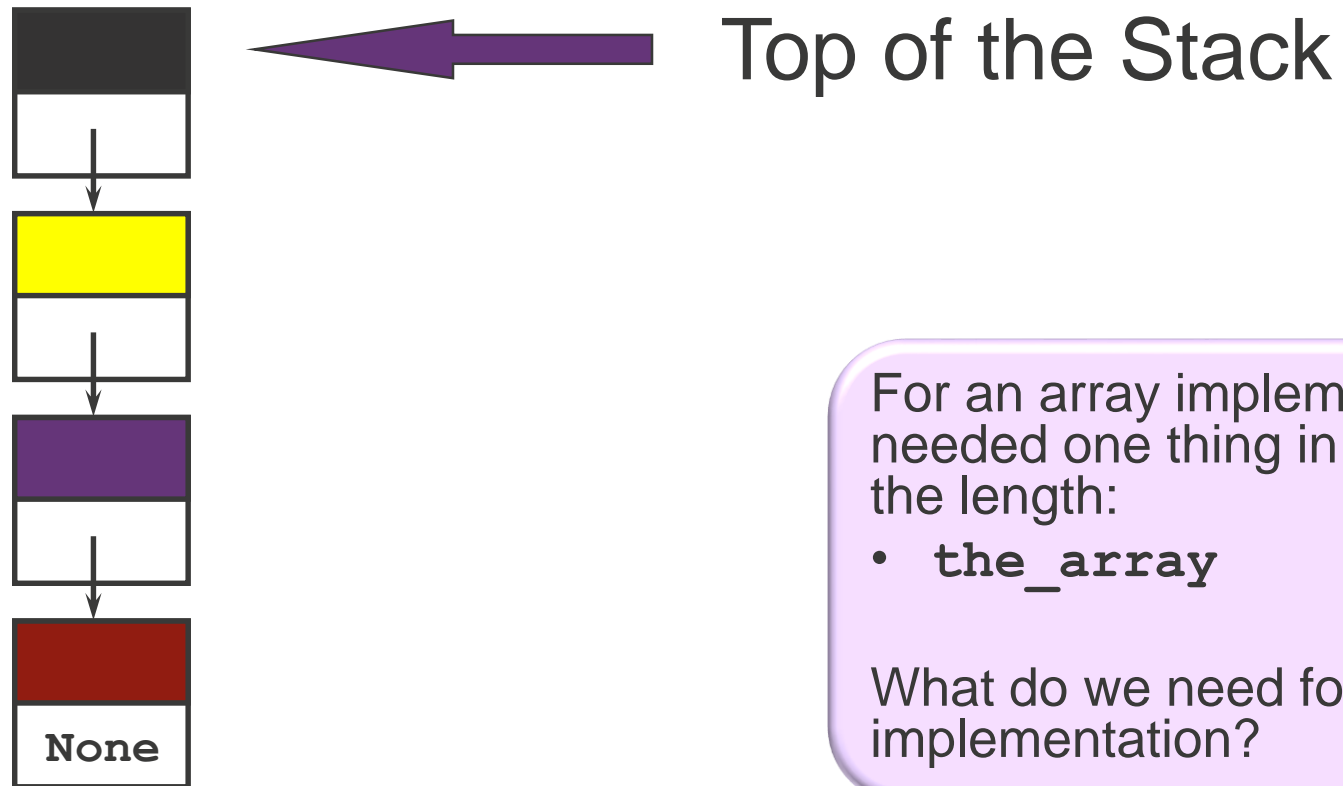 Top of the Stack
For an array implem
needed one thing in
the length:
• the_array
What do we need fo
implementation?
None